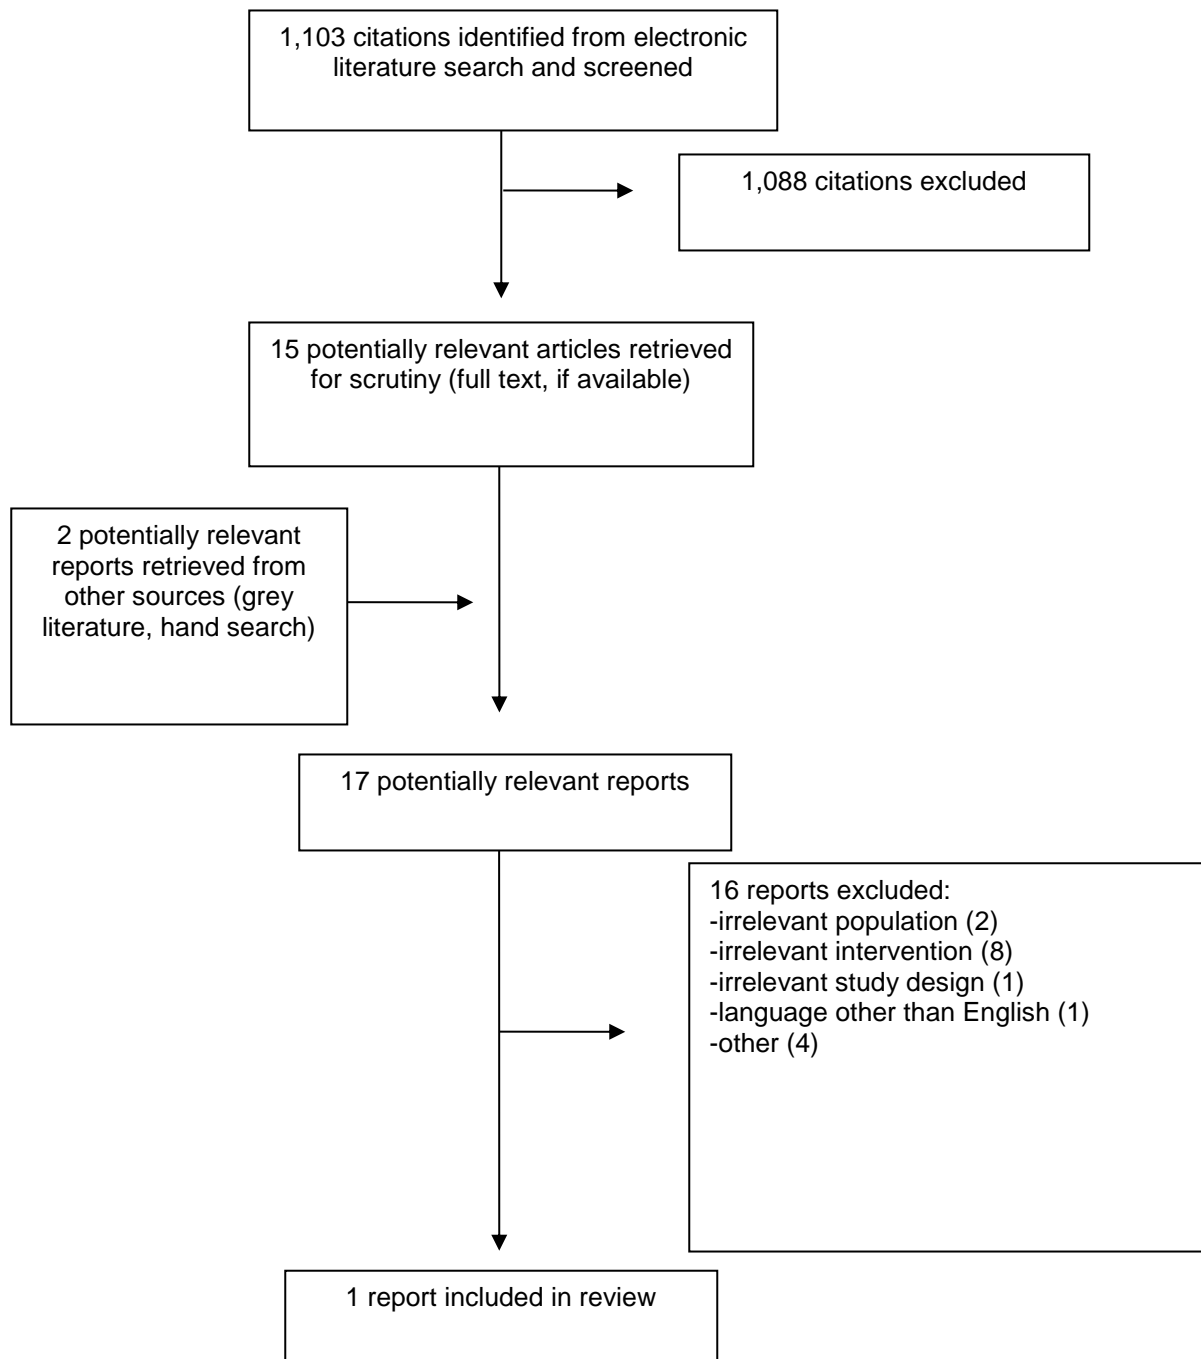 1,103 citations identified from electronic
literature search and screened
1,088 citations excluded
15 potentially relevant articles retrieved
for scrutiny (full text, if available)
2 potentially relevant
reports retrieved from
other sources (grey
literature, hand search)
17 potentially relevant reports
16 reports excluded:
-irrelevant population (2)
-irrelevant intervention (8)
-irrelevant study design (1)
-language other than English (1)
-other (4)
1 report included in review